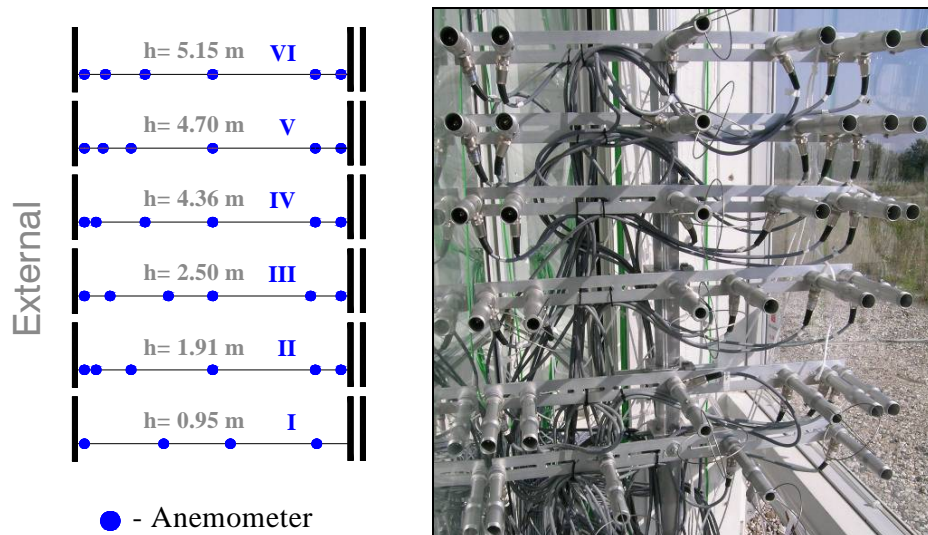 h= 5.15 m VI
h= 4.70 m V
h= 4.36 m IV
h= 2.50 m III
h= 1.91 m II
h= 0.95 m I
External
- Anemometer